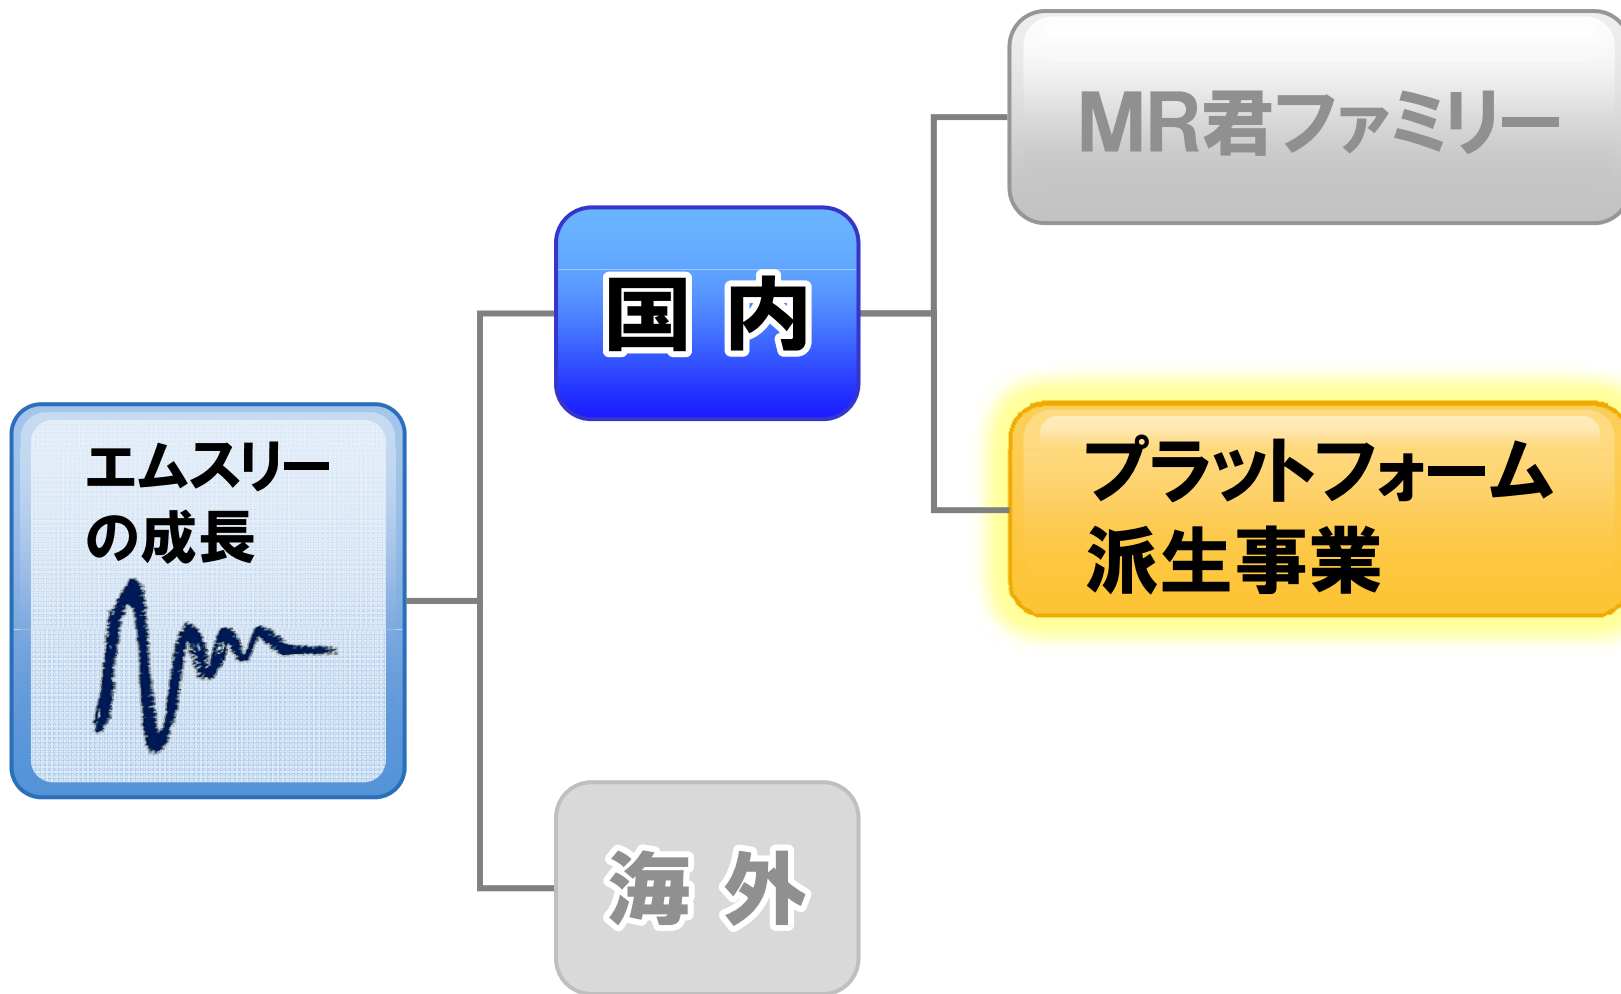 MR君ファミリー
国 内
エムスリー
の成長
プラットフォーム
派生事業
海 外